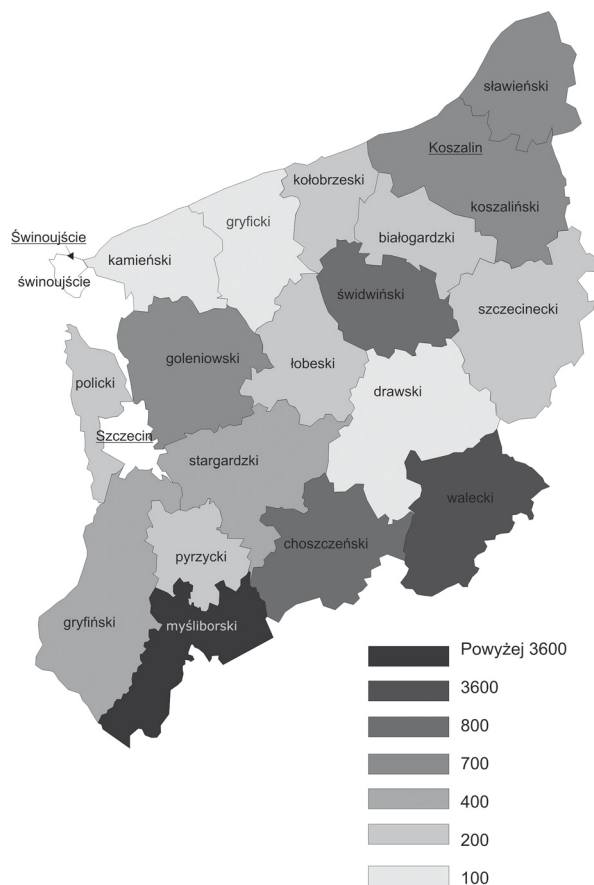 sławieński
Koszalin
kołobrzeski
koszaliński
gryficki
białogardzki
Świnoujście
kamieński
świnoujście
świdwiński
szczecinecki
goleniowski
łobeski
policki
drawski
Szczecin
stargardzki
walecki
choszczeński
pyrzycki
gryfiński
myśliborski
Powyżej 3600
3600
800
700
400
200
100